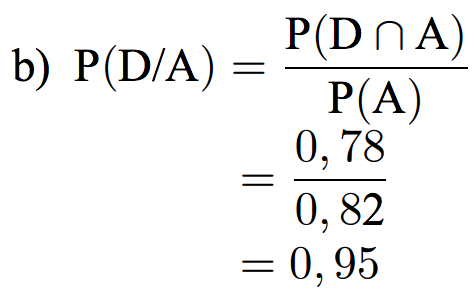 b) P(D/A) = P(D ∩ A)
P(A)
= 0, 78
0, 82
= 0, 95